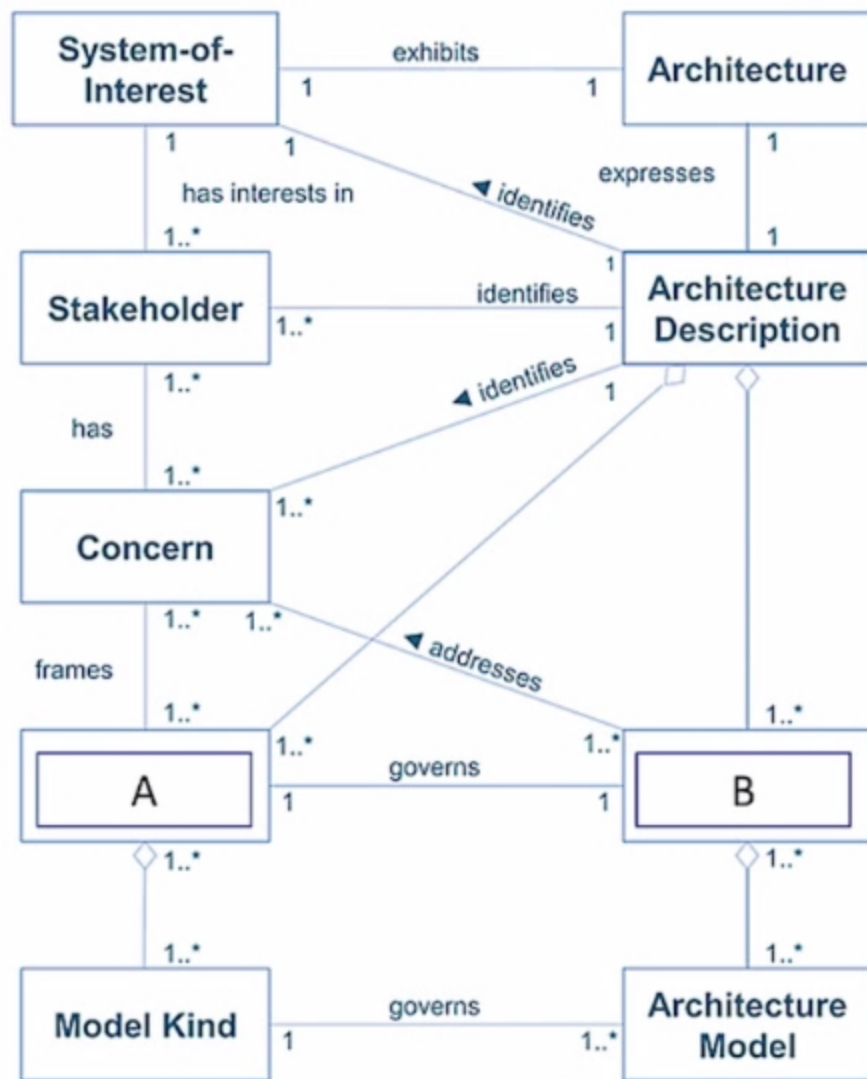 System-of-
Interest
exhibits
1
1
Architecture
1
1
1
has interests in
expresses
identifies
1..*
1
1
Stakeholder
identifies
1..*
1
Architecture
Description
1..*
has
identifies
1
1..*
1..*
Concern
1..*
1..*
frames
addresses
1..*
1..*
1..*
1..*
A
governs
1
1
B
1..*
1..*
1..*
1..*
Model Kind
governs
1
1..*
Architecture
Model